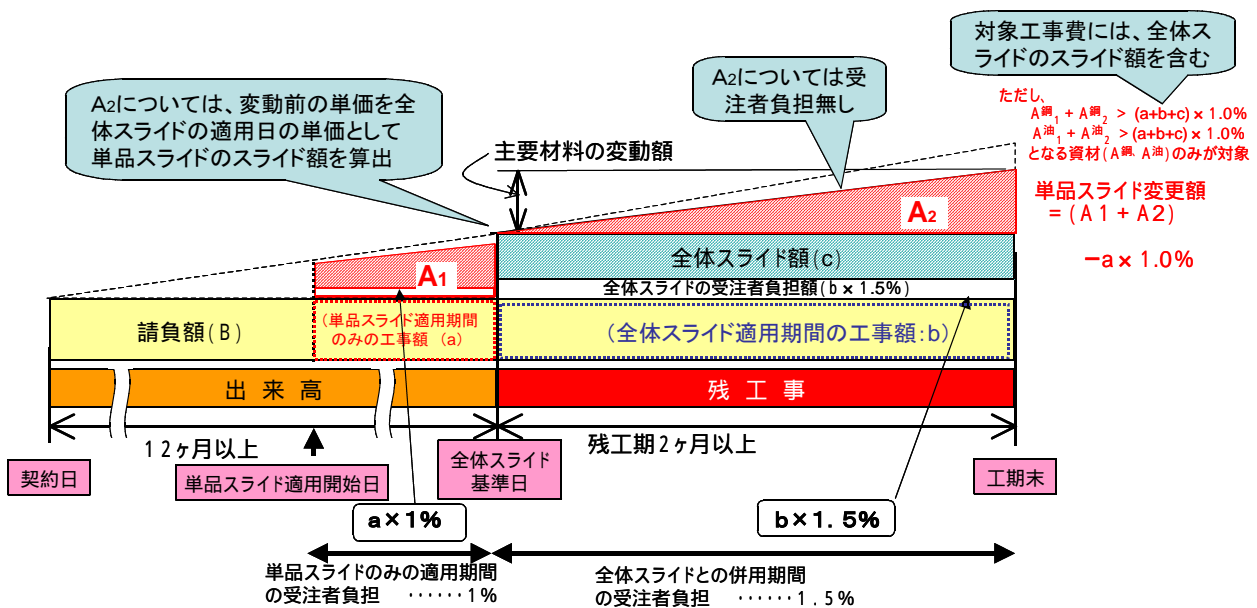 対象工事費には、全体ス
ライドのスライド額を含む
A2については受
注者負担無し
A2については、変動前の単価を全
体スライドの適用日の単価として
単品スライドのスライド額を算出
ただし、
A鋼1 + A鋼2 > (a+b+c) × 1.0%
A油1 + A油2 >(a+b+c) × 1.0%
となる資材(A鋼、A油)のみが対象
主要材料の変動額
単品スライド変更額
= (A1 + A2)
−a × 1.0%
A2
全体スライド額(c)
A1
全体スライドの受注者負担額(b × 1.5%)
請負額(B)
(単品スライド適用期間
のみの工事額 (a)
(全体スライド適用期間の工事額:b)
出 来 高
残 工 事
12ヶ月以上
残工期2ヶ月以上
契約日
単品スライド適用開始日
全体スライド
基準日
工期末
a×1%
b×1.5%
単品スライドのみの適用期間
の受注者負担 ‥‥‥1%
全体スライドとの併用期間
の受注者負担 ‥‥‥1.5%